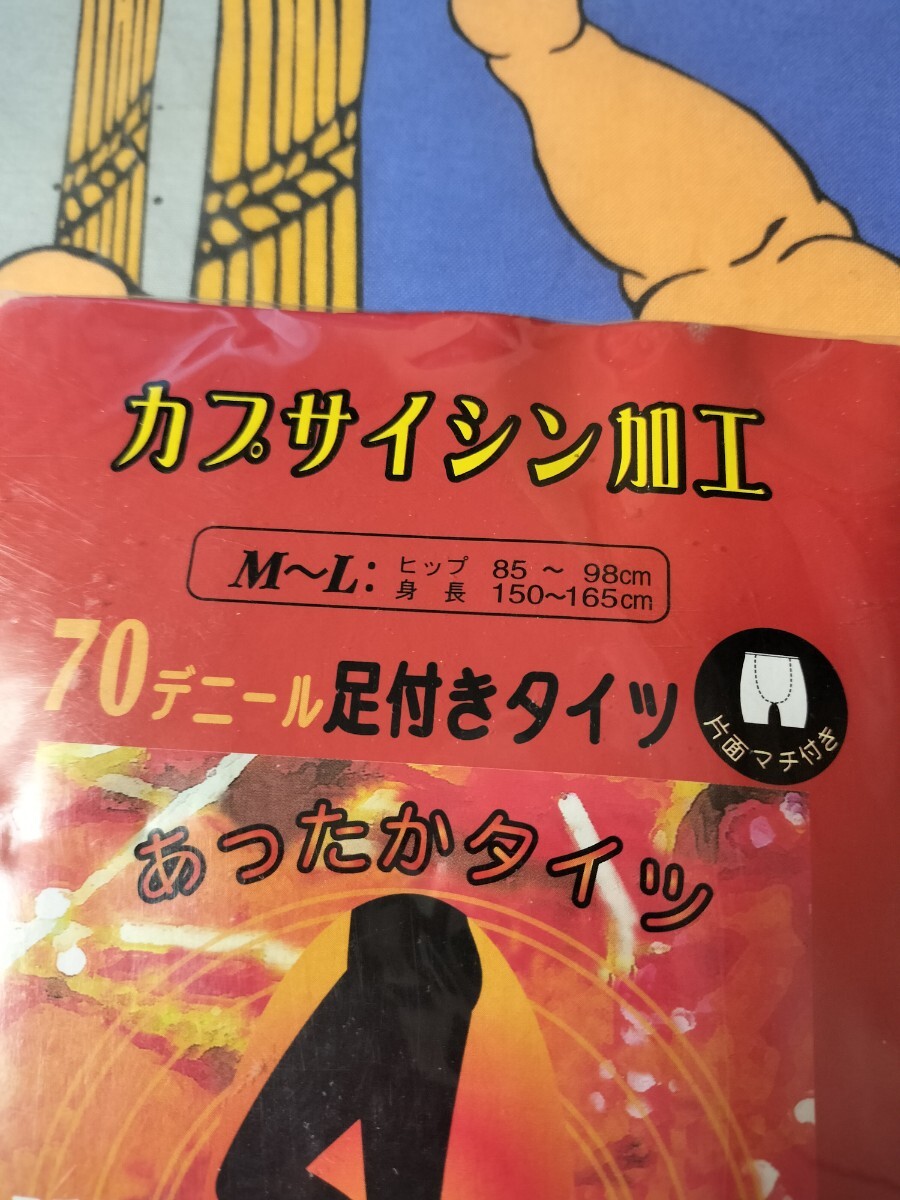 カプサイシン加工
M～L: ヒップ 85 ～ 98cm
身長 150～165cm
70デニール足付きタイツ
片面マチ付き
あったかタイツ